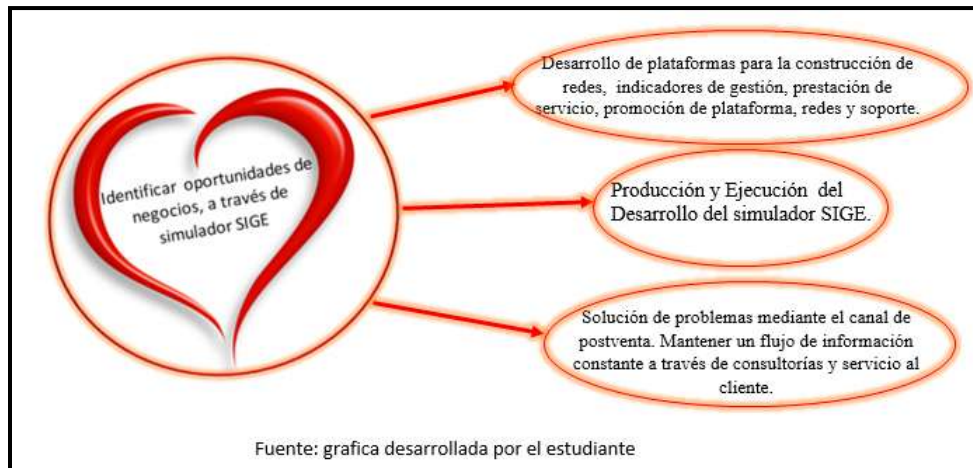 Identificar oportunidades de
negocios, a través de
simulador SIGE
Desarrollo de plataformas para la construcción de
redes, indicadores de gestión, prestación de
servicio, promoción de plataforma, redes y soporte.
Producción y Ejecución del
Desarrollo del simulador SIGE.
Solución de problemas mediante el canal de
postventa. Mantener un flujo de información
constante a través de consultorías y servicio al
cliente.
Fuente: grafica desarrollada por el estudiante